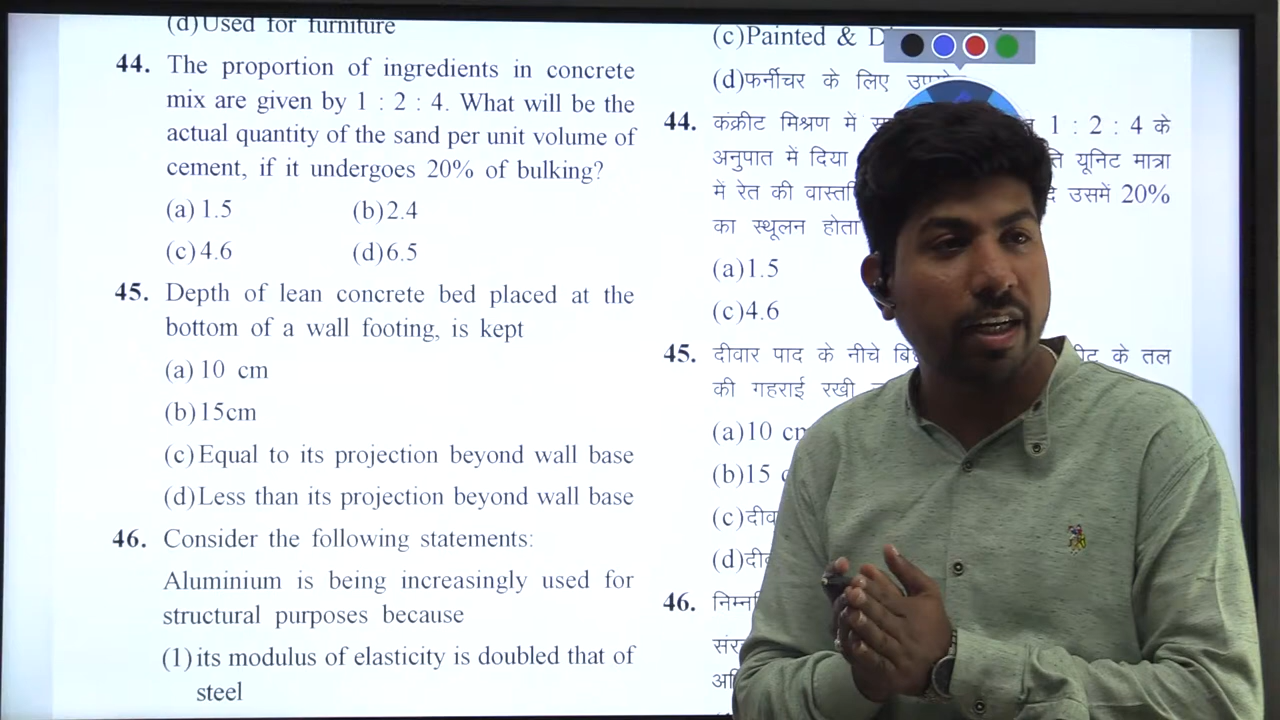 (d) Used for furniture
44. The proportion of ingredients in concrete
mix are given by 1 : 2 : 4. What will be the
actual quantity of the sand per unit volume of
cement, if it undergoes 20% of bulking?
(a) 1.5 (b) 2.4
(c) 4.6 (d) 6.5
45. Depth of lean concrete bed placed at the
bottom of a wall footing, is kept
(a) 10 cm
(b) 15cm
(c) Equal to its projection beyond wall base
(d) Less than its projection beyond wall base
46. Consider the following statements:
Aluminium is being increasingly used for
structural purposes because
(1) its modulus of elasticity is doubled that of
steel
(c) Painted &
(d) फर्नीचर के लिए
44. कंक्रीट मिश्रण में 1 : 2 : 4 के
अनुपात में दिया यूनिट मात्रा
में रेत की उसमें 20%
का स्थूलन होता
(a) 1.5
(c) 4.6
45. दीवार पाद के नीचे के तल
की गहराई रखी
(a) 10
(b) 15
(c)
(d)
46.